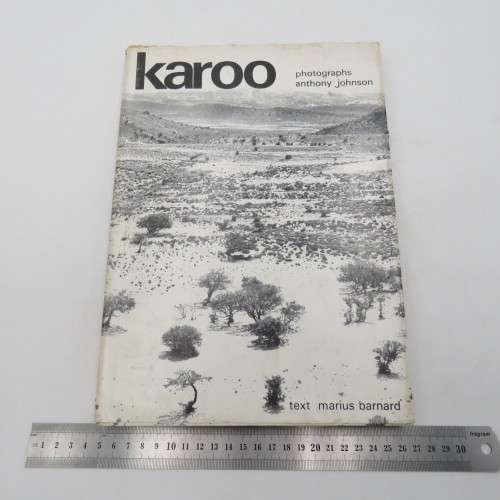 karoo
photographs
anthony johnson
text marius barnard
1 2 3 4 5 6 7 8 9 10 11 12 13 14 15 16 17 18 19 20 21 22 23 24 25 26 27 28 29 30